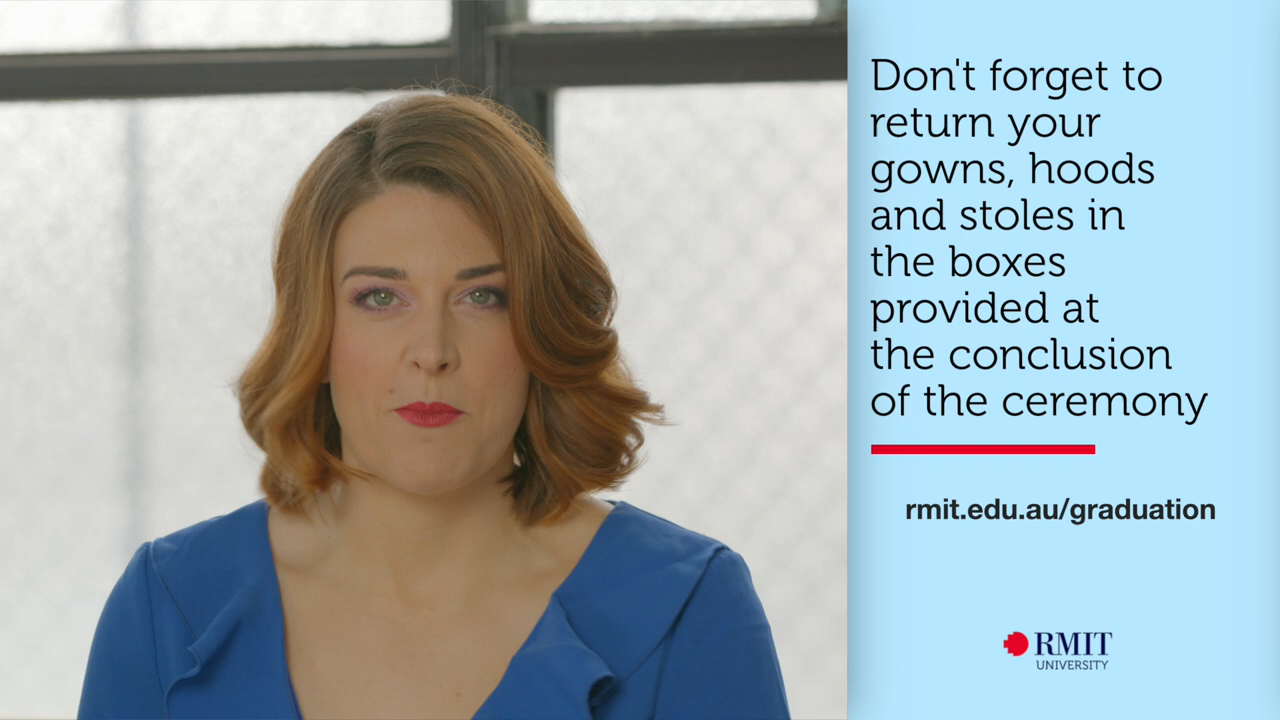 Don't forget to
return your
gowns, hoods
and stoles in
the boxes
provided at
the conclusion
of the ceremony
rmit.edu.au/graduation
RMIT
UNIVERSITY